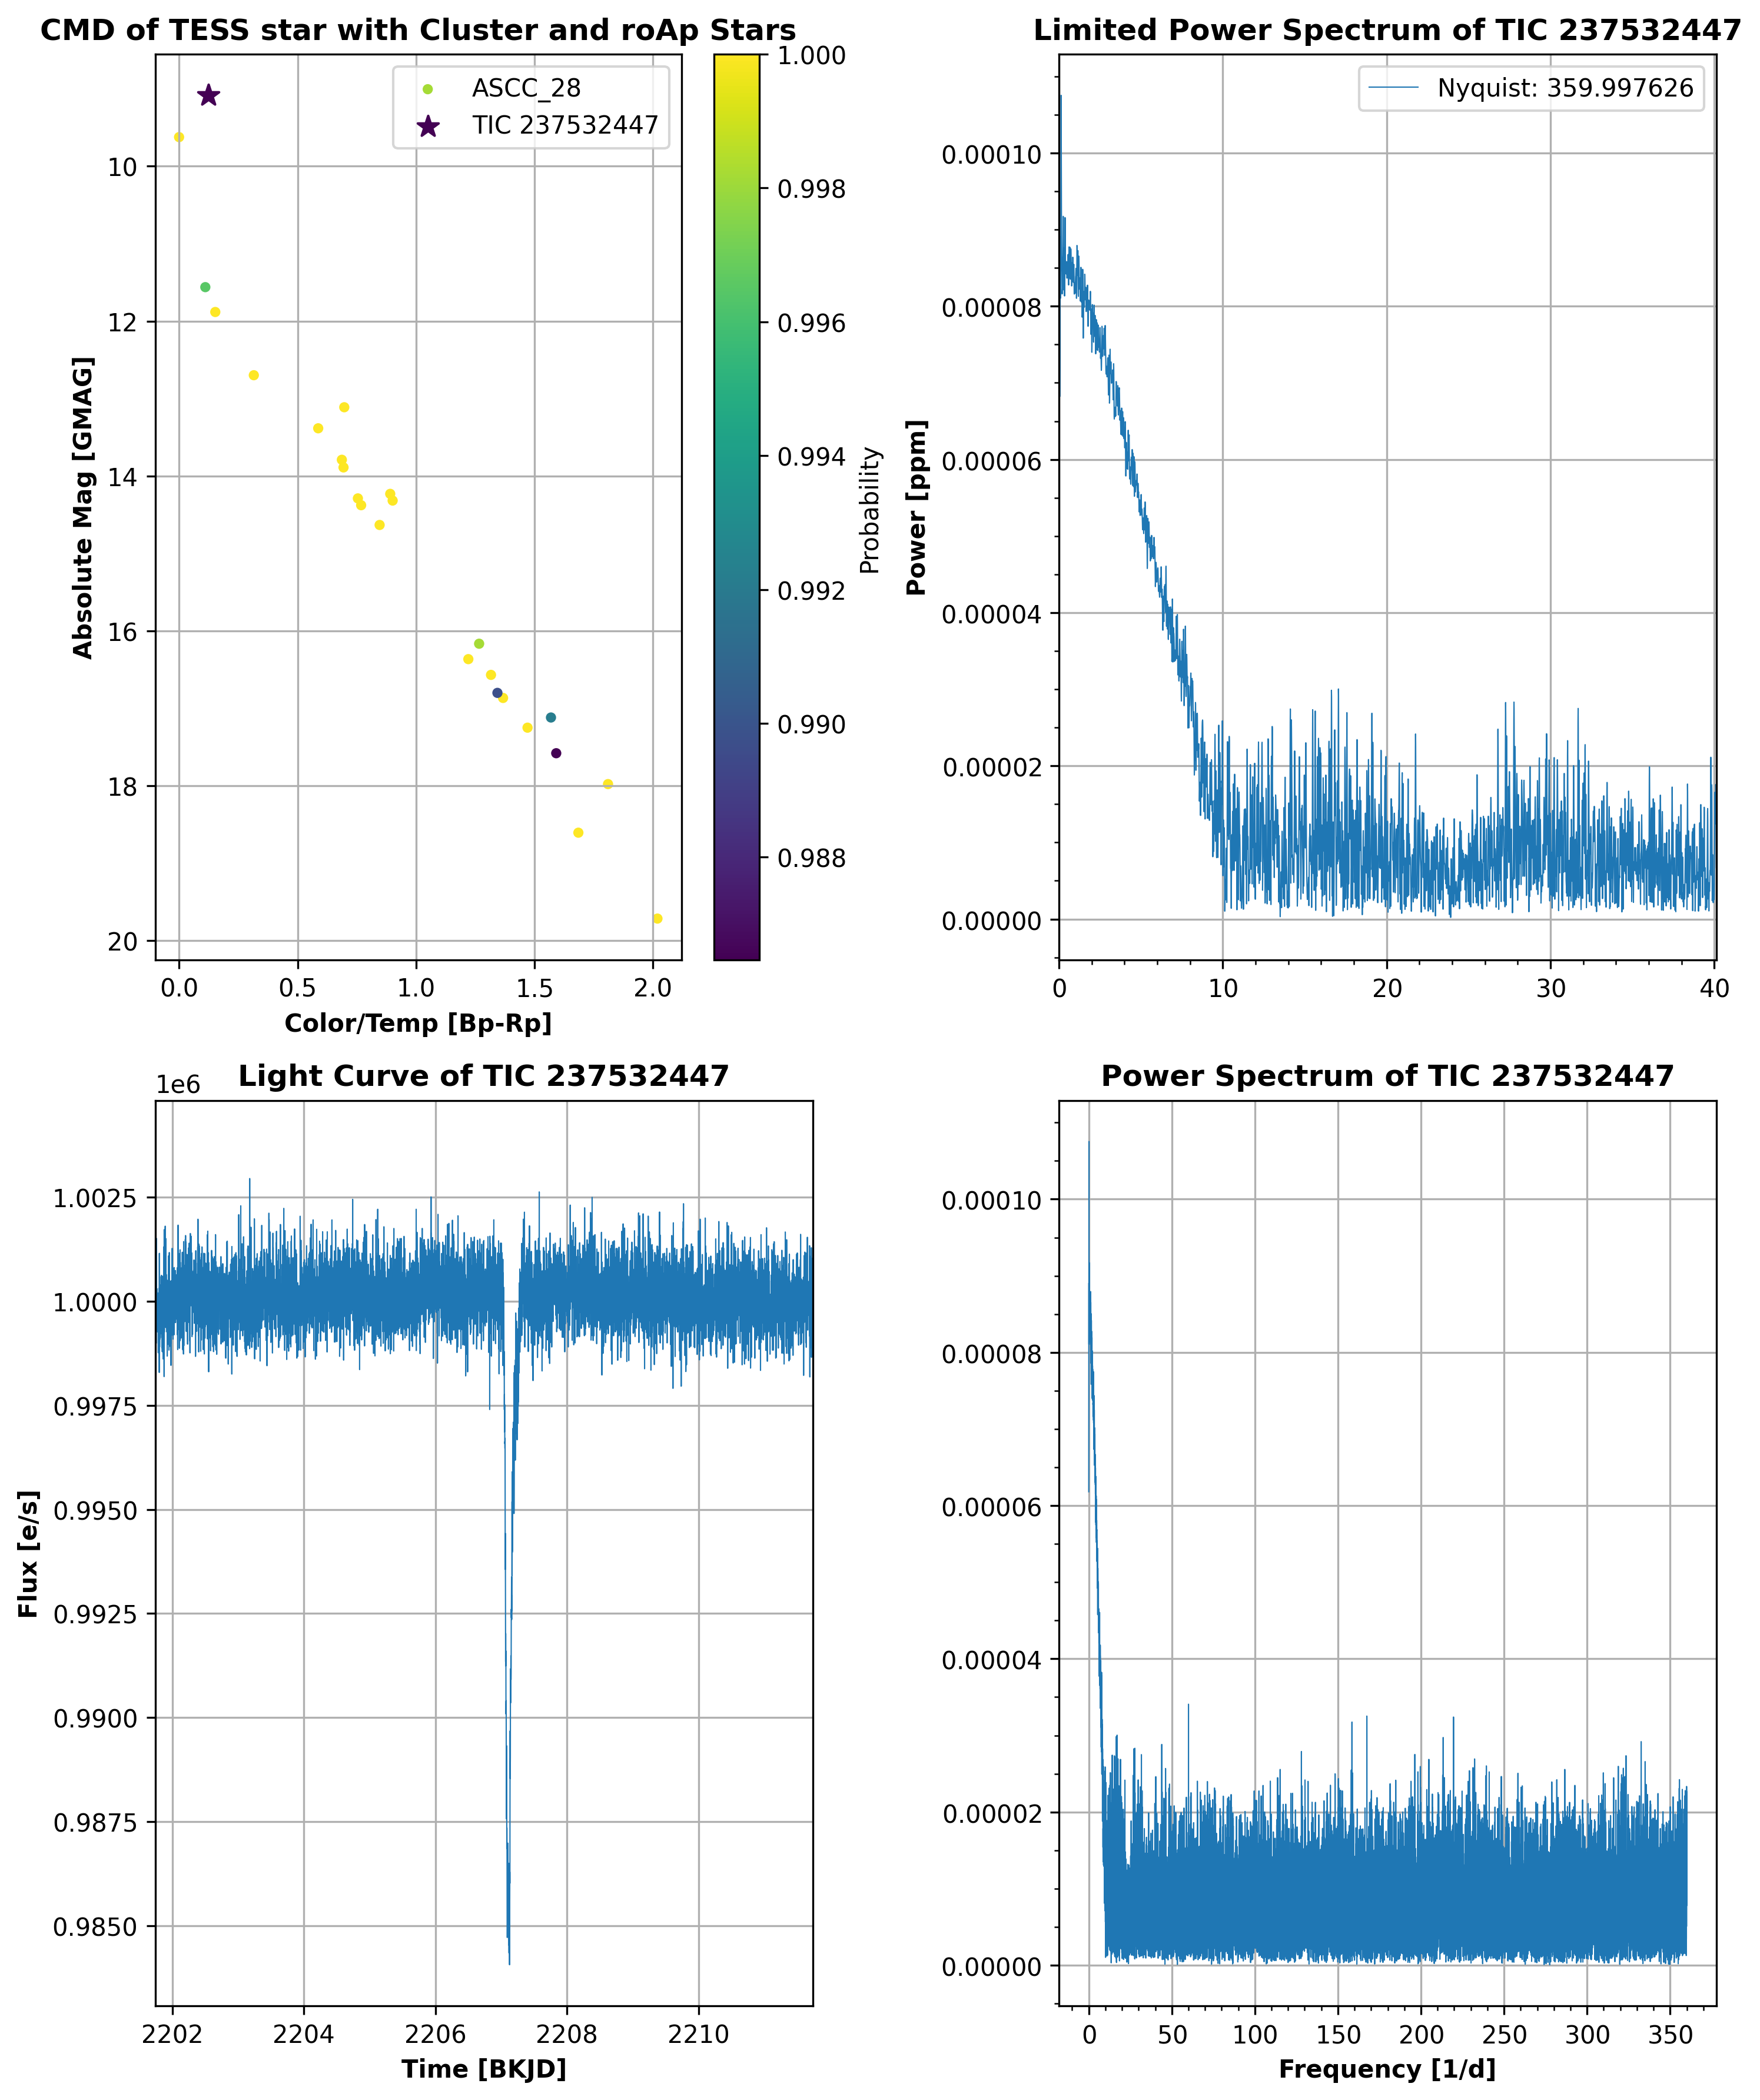 CMD of TESS star with Cluster and roAp Stars
ASCC_28
TIC 237532447
10
12
14
16
18
20
0.0 0.5 1.0 1.5 2.0
Absolute Mag [GMAG]
Color/Temp [Bp-Rp]
1.000
0.998
0.996
0.994
0.992
0.990
0.988
Probability
Limited Power Spectrum of TIC 237532447
Nyquist: 359.997626
0.00010
0.00008
0.00006
0.00004
0.00002
0.00000
0 10 20 30 40
Power [ppm]
Light Curve of TIC 237532447
1e6
1.0025
1.0000
0.9975
0.9950
0.9925
0.9900
0.9875
0.9850
2202 2204 2206 2208 2210
Flux [e/s]
Time [BKJD]
Power Spectrum of TIC 237532447
0.00010
0.00008
0.00006
0.00004
0.00002
0.00000
0 50 100 150 200 250 300 350
Frequency [1/d]